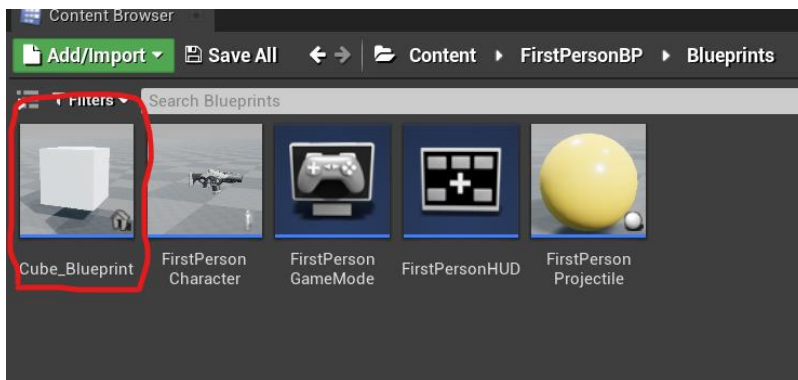 Content Browser
Add/Import Save All Content FirstPersonBP Blueprints
Filters Search Blueprints
Cube_Blueprint
FirstPerson
Character
FirstPerson
GameMode
FirstPersonHUD
FirstPerson
Projectile